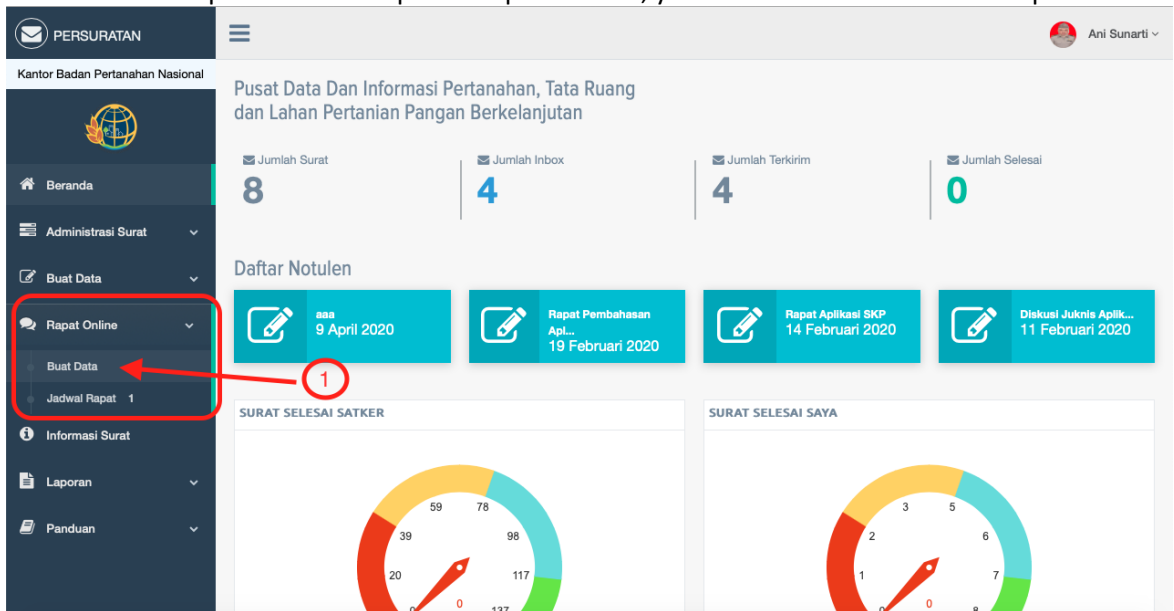 PERSURATAN
Ani Sunarti
Kantor Badan Pertanahan Nasional
Pusat Data Dan Informasi Pertanahan, Tata Ruang
dan Lahan Pertanian Pangan Berkelanjutan
Jumlah Surat
8
Jumlah Inbox
4
Jumlah Terkirim
4
Jumlah Selesai
0
Beranda
Administrasi Surat
Buat Data
Rapat Online
Buat Data
Jadwal Rapat 1
Informasi Surat
Laporan
Panduan
1
Daftar Notulen
aaa
9 April 2020
Rapat Pembahasan
Apl...
19 Februari 2020
Rapat Aplikasi SKP
14 Februari 2020
Diskusi Juknis Aplik...
11 Februari 2020
SURAT SELESAI SATKER
59 78
39 98
20 117
0 137
0
SURAT SELESAI SAYA
3 5
2 6
1 7
0 8
0